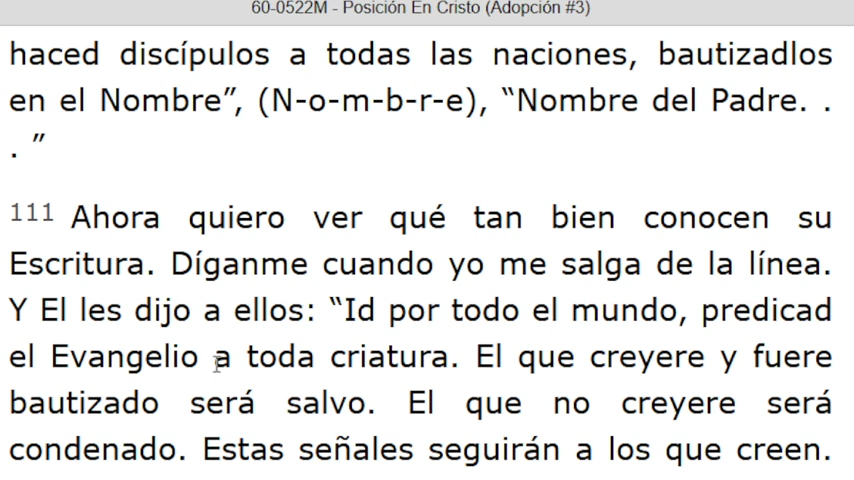 60-0522M - Posición En Cristo (Adopción #3)
haced discípulos a todas las naciones, bautizadlos
en el Nombre”, (N-o-m-b-r-e), “Nombre del Padre. .
. ”
111 Ahora quiero ver qué tan bien conocen su
Escritura. Díganme cuando yo me salga de la línea.
Y El les dijo a ellos: “Id por todo el mundo, predicad
el Evangelio a toda criatura. El que creyere y fuere
bautizado será salvo. El que no creyere será
condenado. Estas señales seguirán a los que creen.